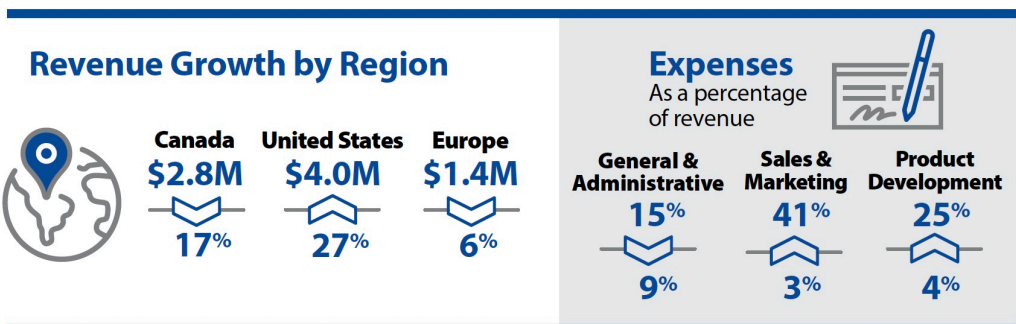 Revenue Growth by Region
Canada
$2.8M
17%
United States
$4.0M
27%
Europe
$1.4M
6%
Expenses
As a percentage
of revenue
General &
Administrative
15%
9%
Sales &
Marketing
41%
3%
Product
Development
25%
4%